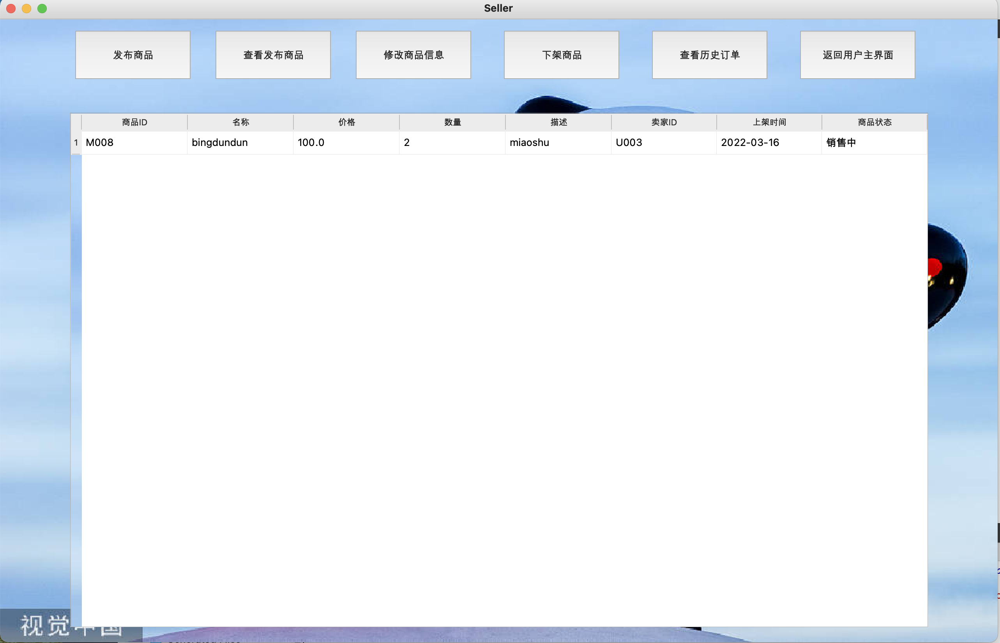 Seller
发布商品 查看发布商品 修改商品信息 下架商品 查看历史订单 返回用户主界面
商品ID 名称 价格 数量 描述 卖家ID 上架时间 商品状态
1 M008 bingdundun 100.0 2 miaoshu U003 2022-03-16 销售中
视觉中国